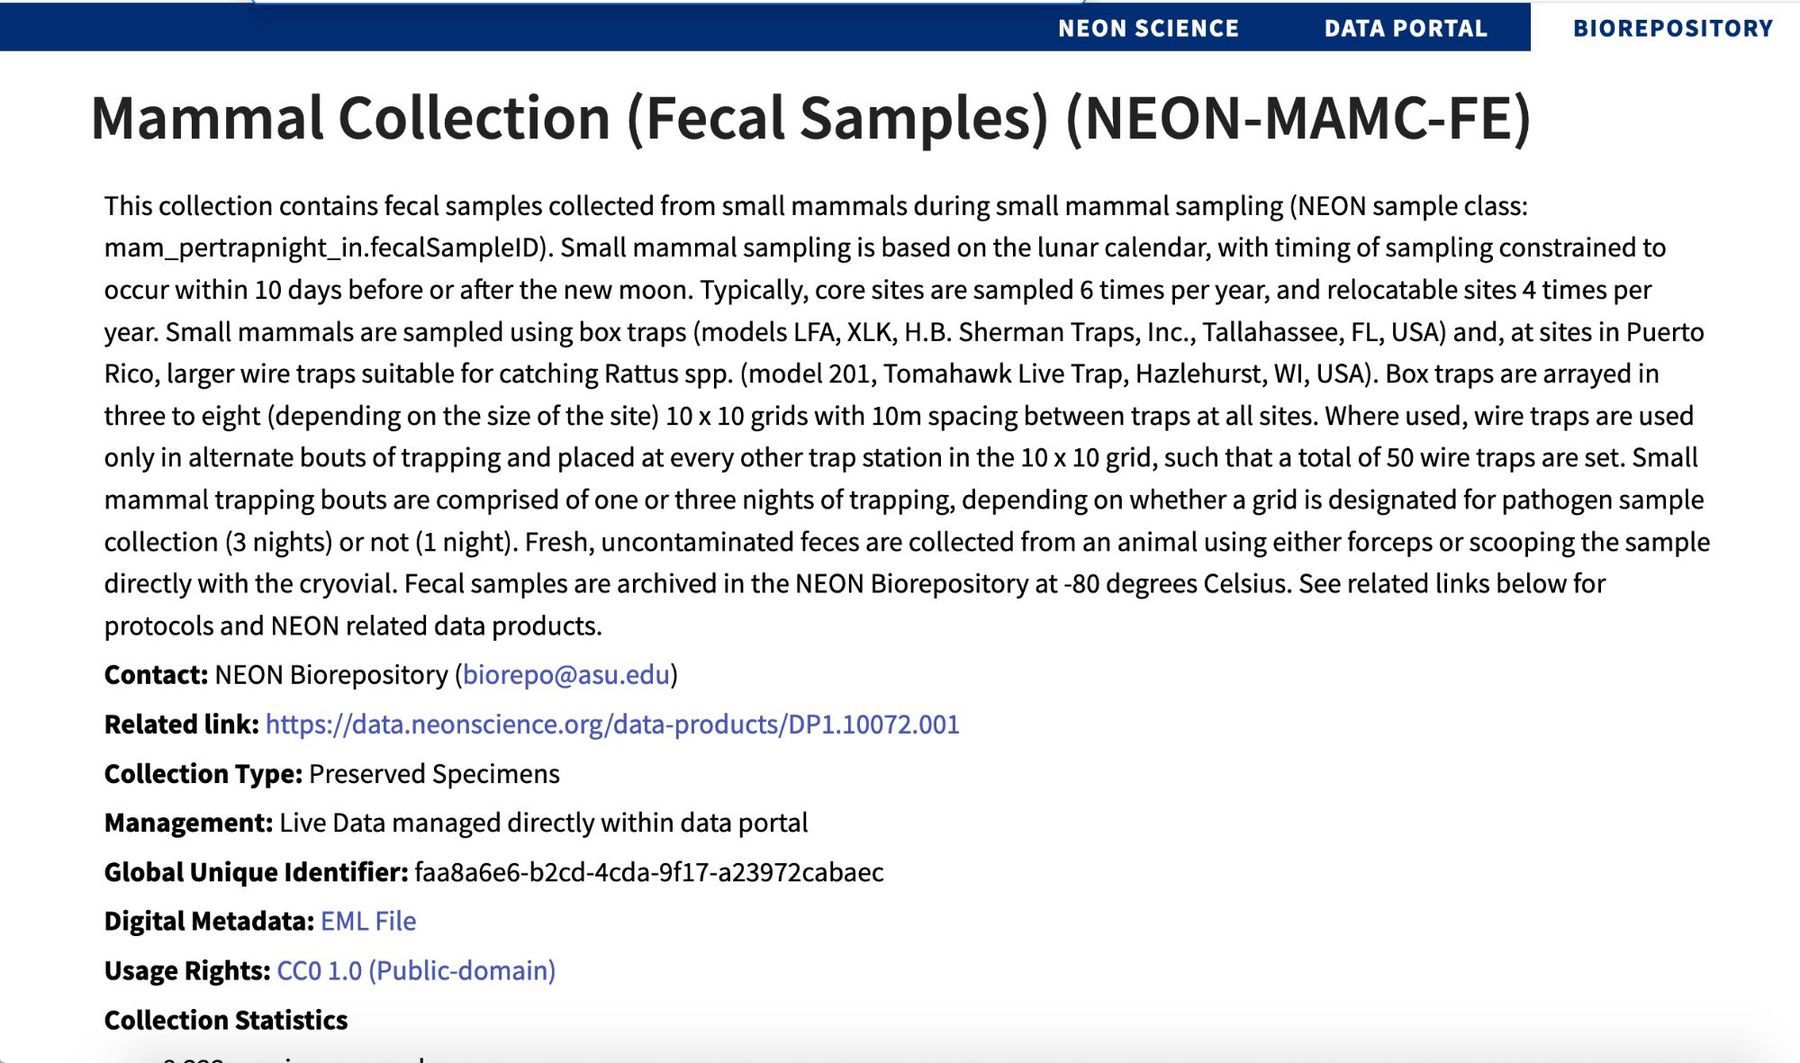 NEON SCIENCE DATA PORTAL BIOREPOSITORY
Mammal Collection (Fecal Samples) (NEON-MAMC-FE)
This collection contains fecal samples collected from small mammals during small mammal sampling (NEON sample class:
mam_pertrapnight_in.fecalSampleID). Small mammal sampling is based on the lunar calendar, with timing of sampling constrained to
occur within 10 days before or after the new moon. Typically, core sites are sampled 6 times per year, and relocatable sites 4 times per
year. Small mammals are sampled using box traps (models LFA, XLK, H.B. Sherman Traps, Inc., Tallahassee, FL, USA) and, at sites in Puerto
Rico, larger wire traps suitable for catching Rattus spp. (model 201, Tomahawk Live Trap, Hazlehurst, WI, USA). Box traps are arrayed in
three to eight (depending on the size of the site) 10 x 10 grids with 10m spacing between traps at all sites. Where used, wire traps are used
only in alternate bouts of trapping and placed at every other trap station in the 10 x 10 grid, such that a total of 50 wire traps are set. Small
mammal trapping bouts are comprised of one or three nights of trapping, depending on whether a grid is designated for pathogen sample
collection (3 nights) or not (1 night). Fresh, uncontaminated feces are collected from an animal using either forceps or scooping the sample
directly with the cryovial. Fecal samples are archived in the NEON Biorepository at -80 degrees Celsius. See related links below for
protocols and NEON related data products.
Contact: NEON Biorepository (biorepo@asu.edu)
Related link: https://data.neonscience.org/data-products/DP1.10072.001
Collection Type: Preserved Specimens
Management: Live Data managed directly within data portal
Global Unique Identifier: faa8a6e6-b2cd-4cda-9f17-a23972cabaec
Digital Metadata: EML File
Usage Rights: CC0 1.0 (Public-domain)
Collection Statistics